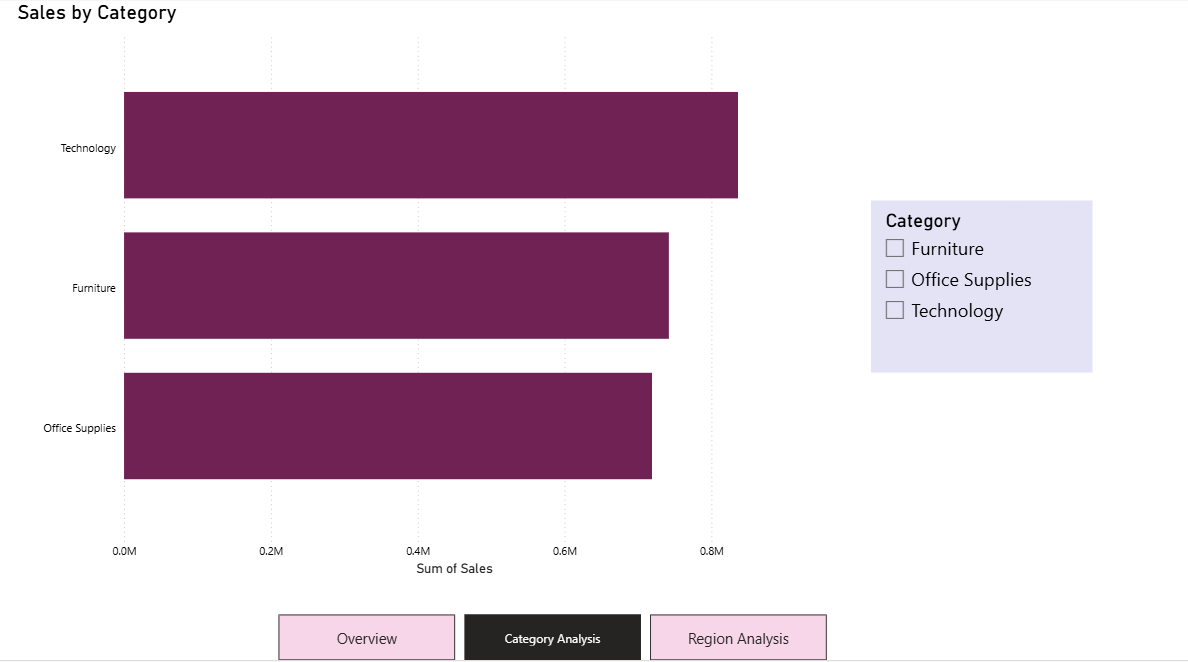 Sales by Category
Technology
Furniture
Office Supplies
0.0M 0.2M 0.4M 0.6M 0.8M
Sum of Sales
Category
Furniture
Office Supplies
Technology
Overview Category Analysis Region Analysis